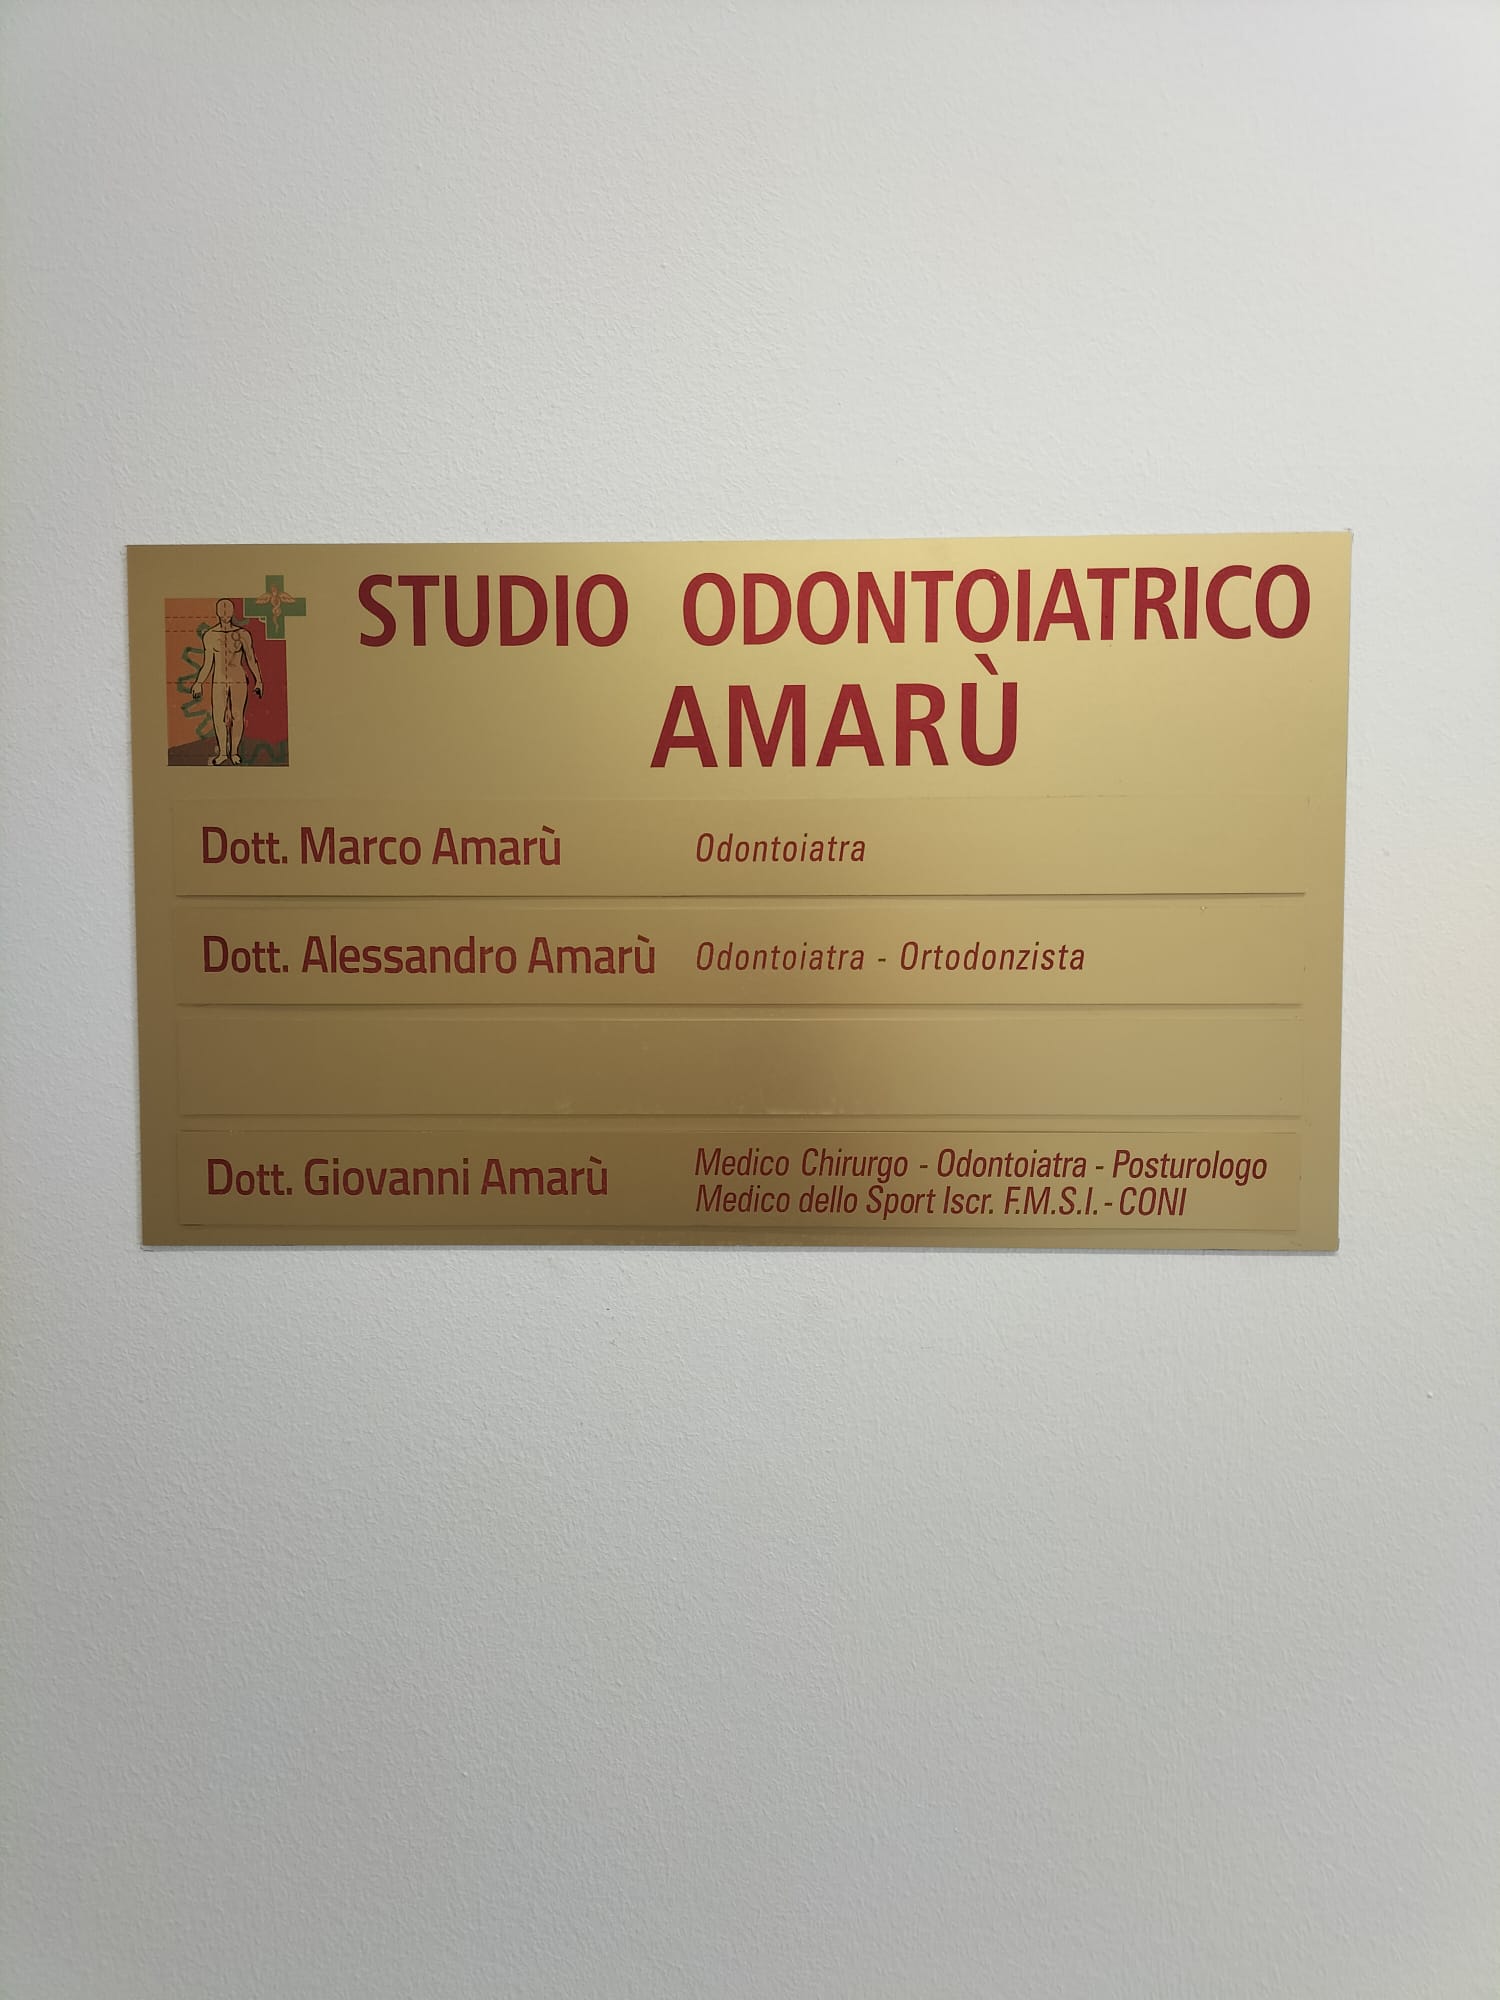 STUDIO ODONTOIATRICO
AMARÙ
Dott. Marco Amarù Odontoiatra
Dott. Alessandro Amarù Odontoiatra - Ortodonzista
Dott. Giovanni Amarù Medico Chirurgo - Odontoiatra - Posturologo
Medico dello Sport Iscr. F.M.S.I. - CONI